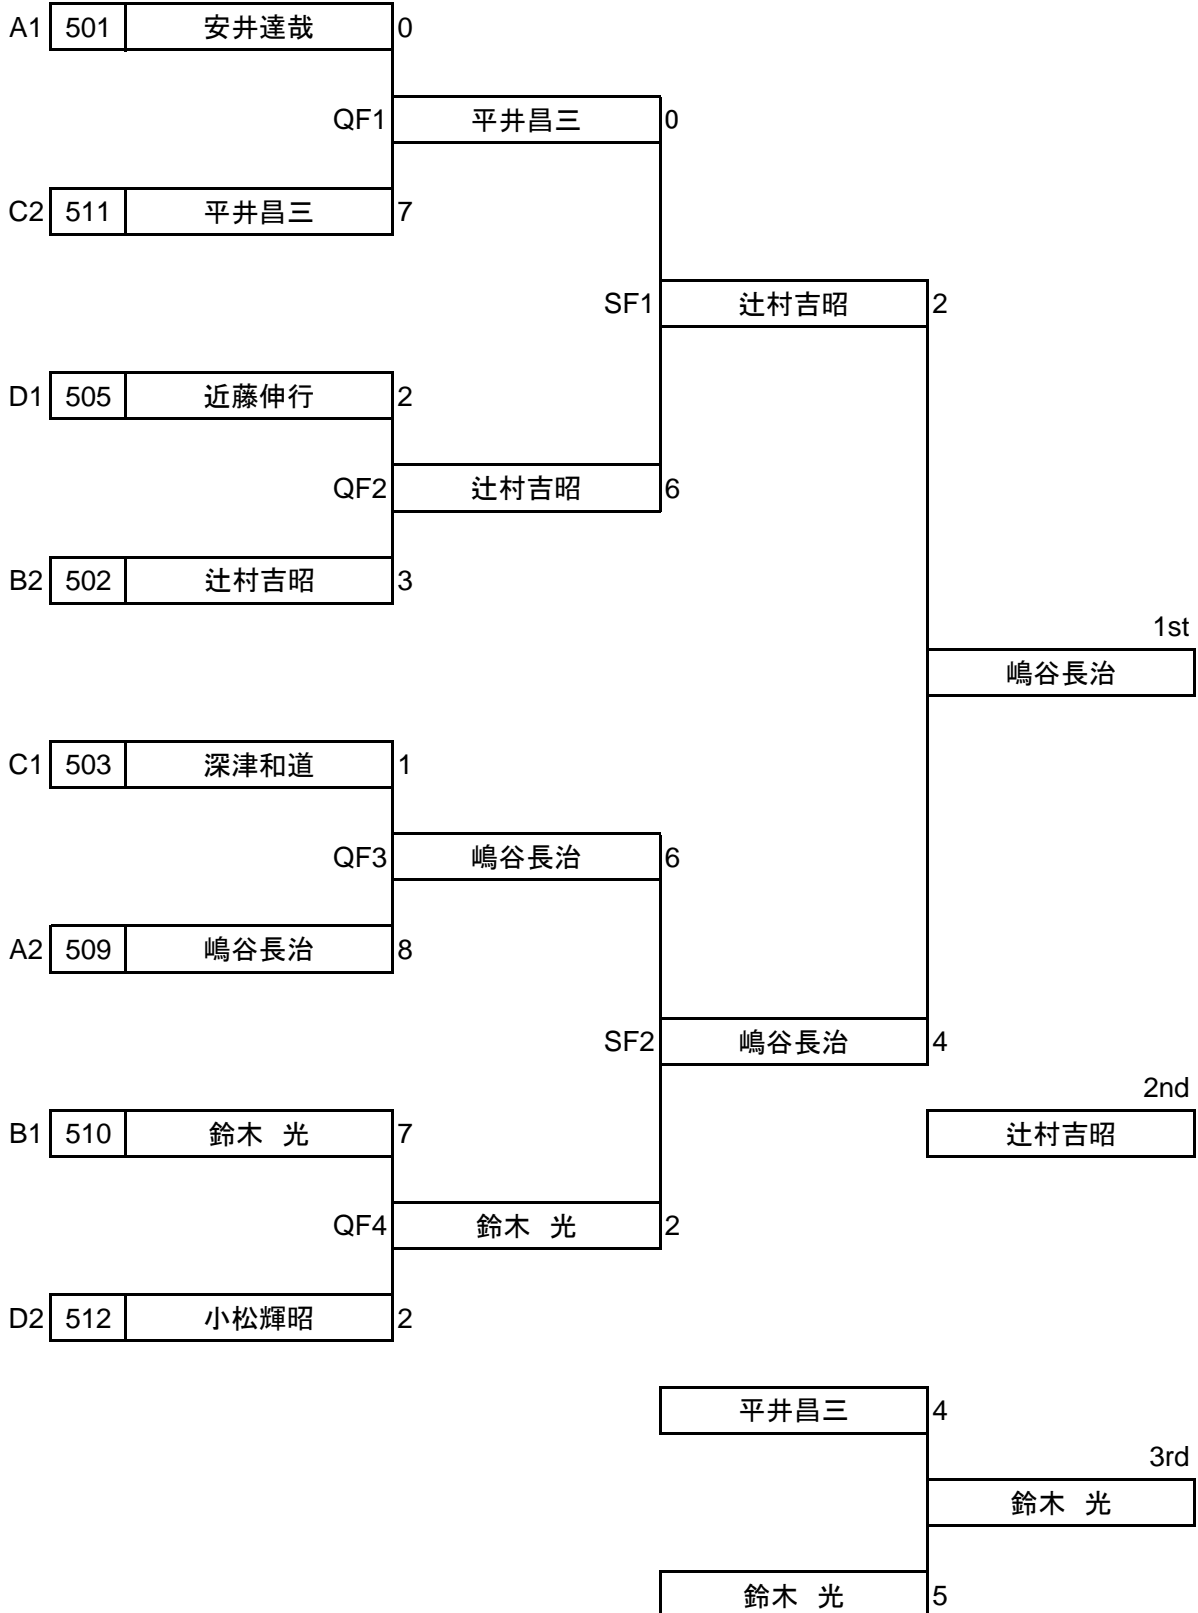 A1 501 安井達哉 0
QF1 平井昌三 0
C2 511 平井昌三 7
SF1 辻村吉昭 2
D1 505 近藤伸行 2
QF2 辻村吉昭 6
B2 502 辻村吉昭 3
1st
嶋谷長治
C1 503 深津和道 1
QF3 嶋谷長治 6
A2 509 嶋谷長治 8
SF2 嶋谷長治 4
2nd
B1 510 鈴木　光 7 辻村吉昭
QF4 鈴木　光 2
D2 512 小松輝昭 2
平井昌三 4
3rd
鈴木　光
鈴木　光 5